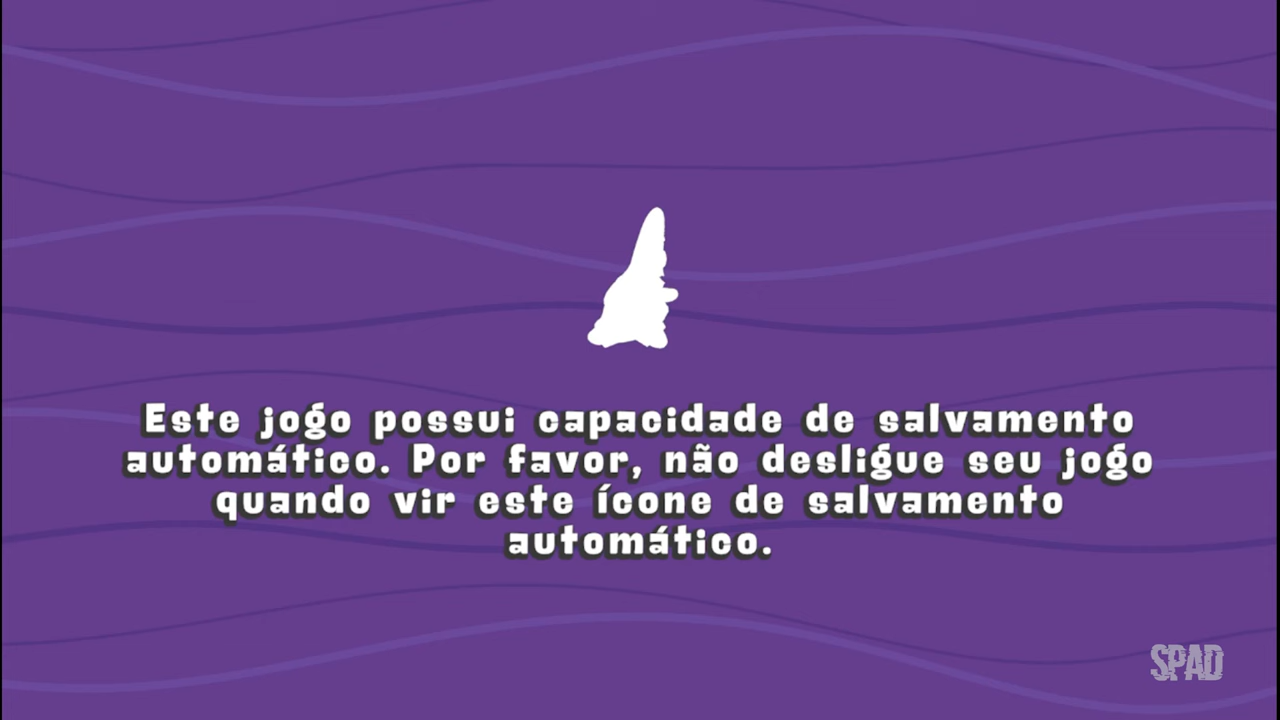 Este jogo possui capacidade de salvamento
automático. Por favor, não desligue seu jogo
quando vir este ícone de salvamento
automático.
SPAD